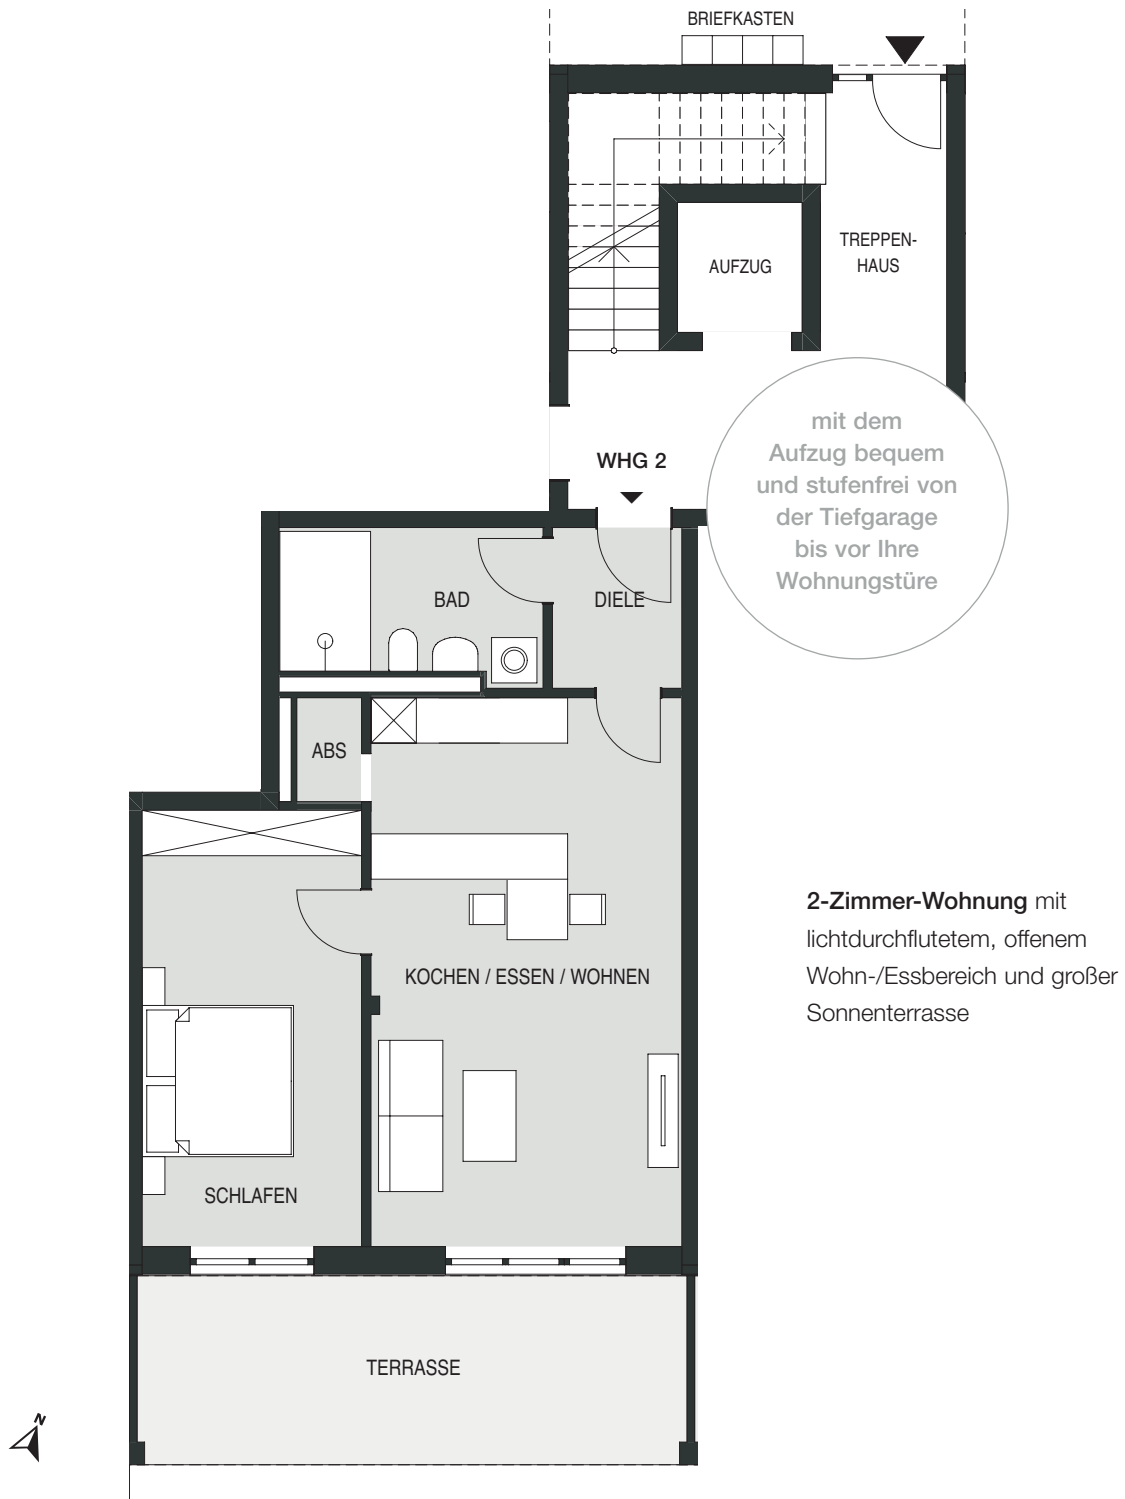 BRIEFKASTEN
TREPPEN-
HAUS
AUFZUG
mit dem
Aufzug bequem
und stufenfrei von
der Tiefgarage
bis vor Ihre
Wohnungstüre
WHG 2
BAD
DIELE
ABS
2-Zimmer-Wohnung mit
lichtdurchflutetem, offenem
Wohn-/Essbereich und großer
Sonnenterrasse
KOCHEN / ESSEN / WOHNEN
SCHLAFEN
TERRASSE
N